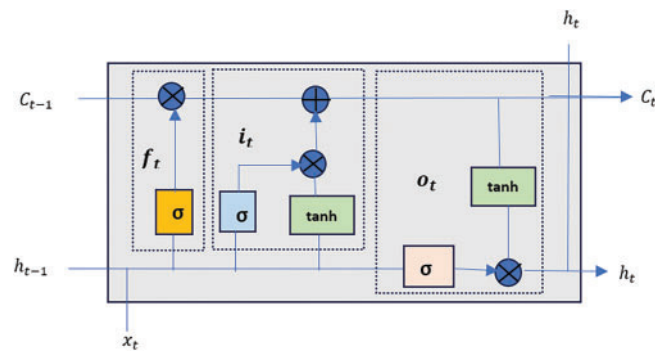 h_t
C_{t-1}
C_t
i_t
f_t
o_t
tanh
σ
σ
tanh
h_{t-1}
σ
h_t
x_t